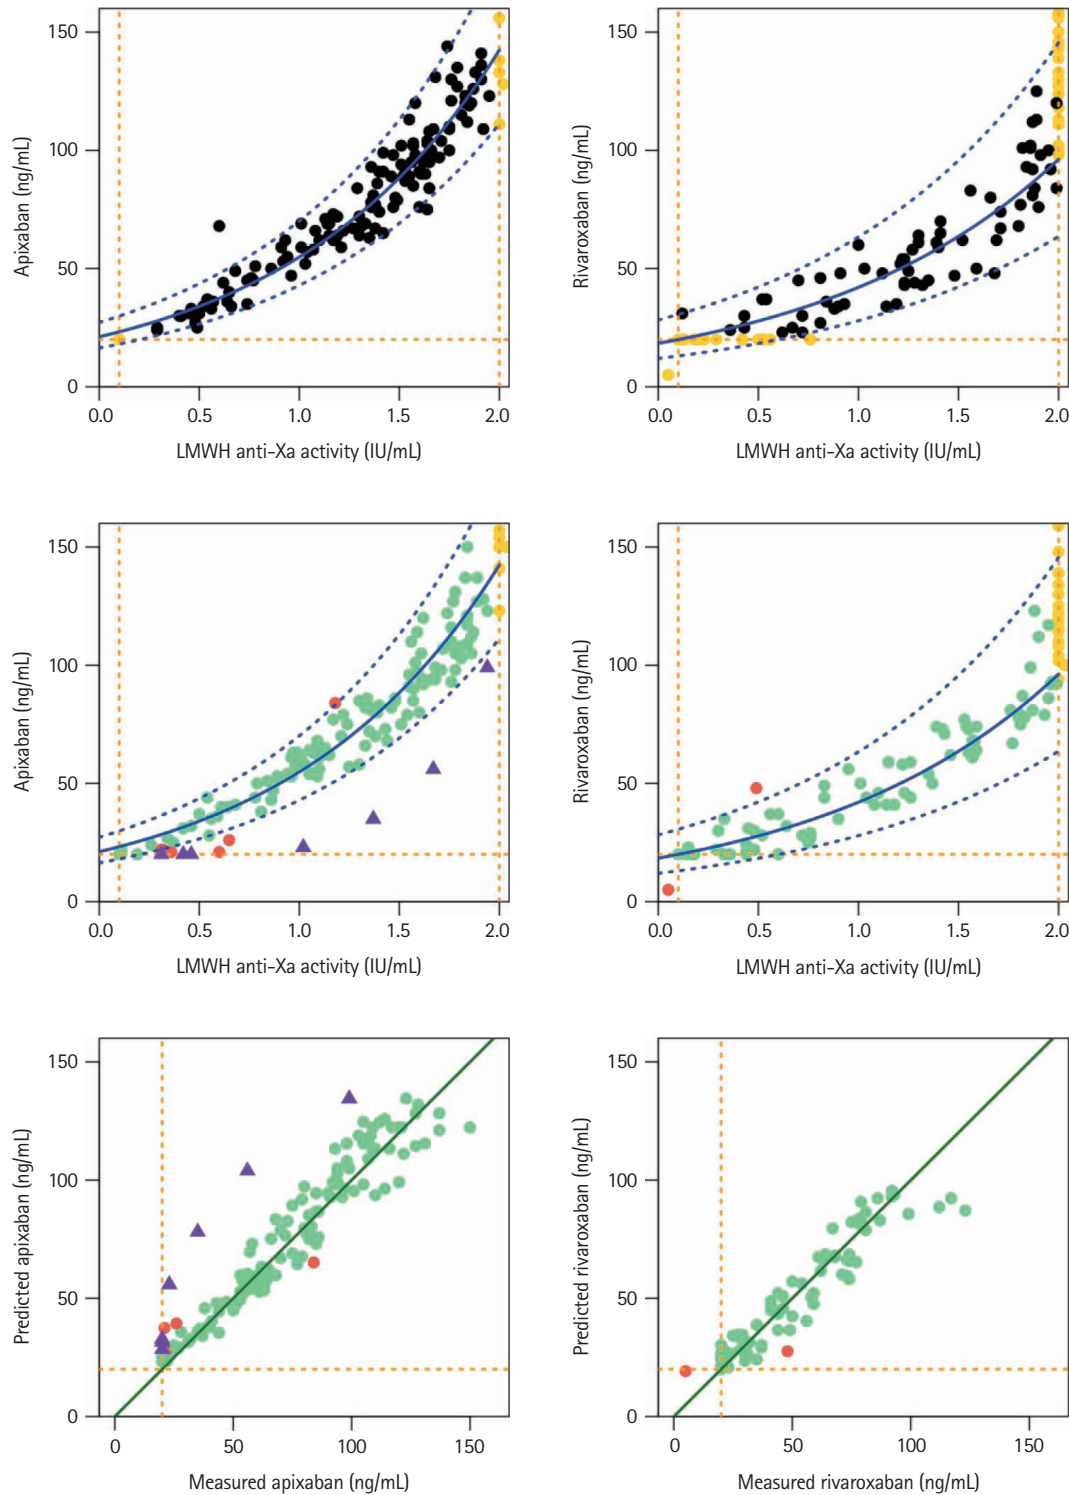 150
100
50
0
Apixaban (ng/mL)
0.0 0.5 1.0 1.5 2.0
LMWH anti-Xa activity (IU/mL)
150
100
50
0
Rivaroxaban (ng/mL)
0.0 0.5 1.0 1.5 2.0
LMWH anti-Xa activity (IU/mL)
150
100
50
0
Apixaban (ng/mL)
0.0 0.5 1.0 1.5 2.0
LMWH anti-Xa activity (IU/mL)
150
100
50
0
Rivaroxaban (ng/mL)
0.0 0.5 1.0 1.5 2.0
LMWH anti-Xa activity (IU/mL)
150
100
50
0
Predicted apixaban (ng/mL)
0 50 100 150
Measured apixaban (ng/mL)
150
100
50
0
Predicted rivaroxaban (ng/mL)
0 50 100 150
Measured rivaroxaban (ng/mL)